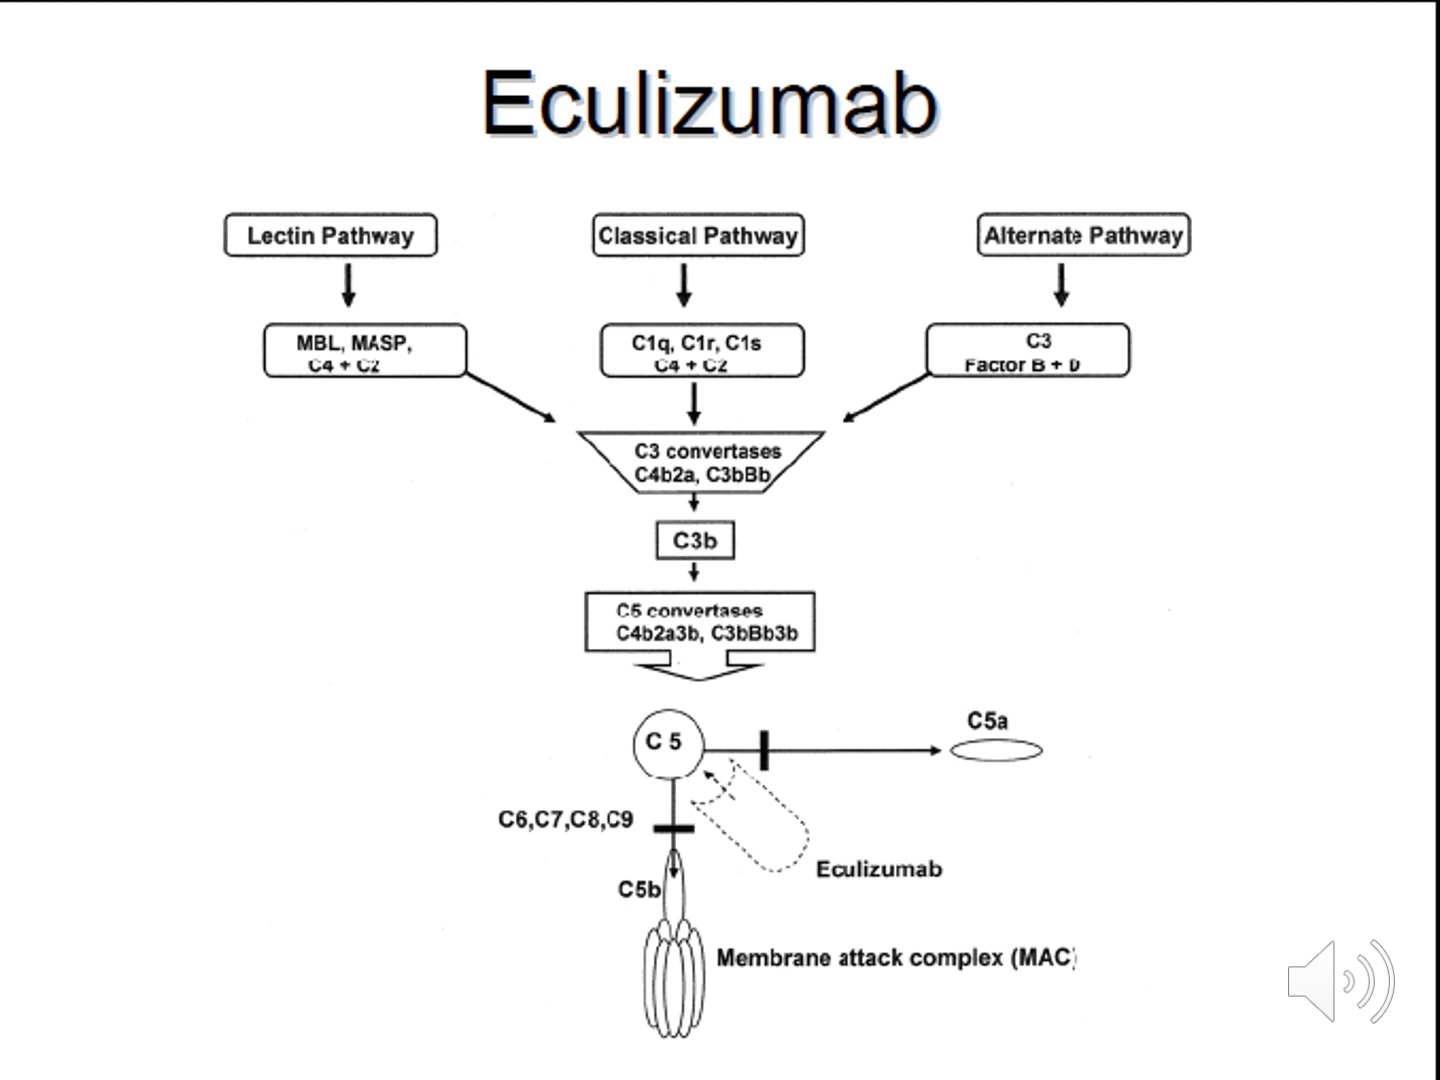 Eculizumab
Lectin Pathway
Classical Pathway
Alternate Pathway
MBL, MASP,
C4 + C2
C1q, C1r, C1s
C4 + C2
C3
Factor B + D
C3 convertases
C4b2a, C3bBb
C3b
C5 convertases
C4b2a3b, C3bBb3b
C 5
C5a
C6,C7,C8,C9
Eculizumab
C5b
Membrane attack complex (MAC)